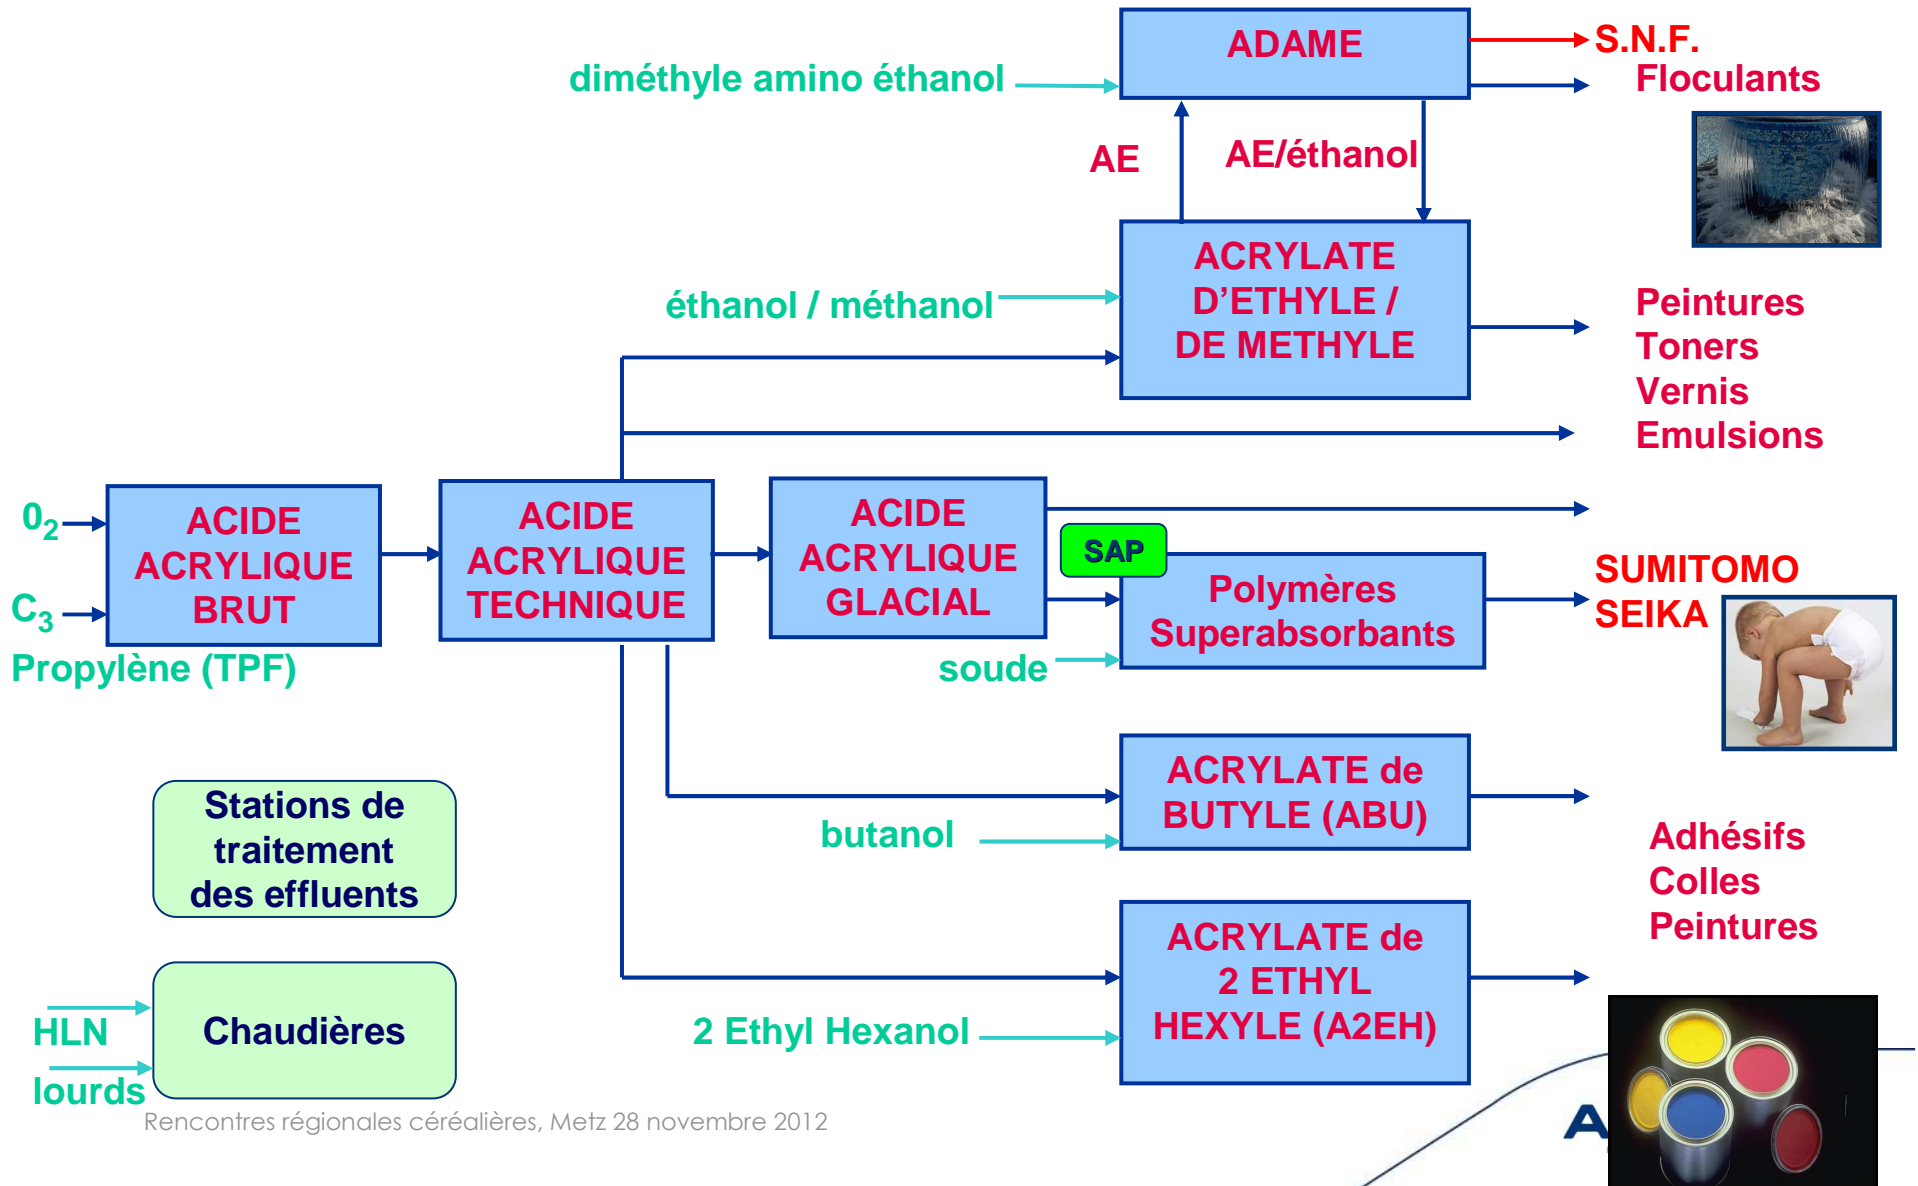 ADAME
S.N.F.
Floculants
diméthyle amino éthanol
AE
AE/éthanol
ACRYLATE
D’ETHYLE /
DE METHYLE
éthanol / méthanol
Peintures
Toners
Vernis
Emulsions
0₂
C₃
Propylène (TPF)
ACIDE
ACRYLIQUE
BRUT
ACIDE
ACRYLIQUE
TECHNIQUE
ACIDE
ACRYLIQUE
GLACIAL
SAP
Polymères
Superabsorbants
soude
SUMITOMO
SEIKA
ACRYLATE de
BUTYLE (ABU)
butanol
Adhésifs
Colles
Peintures
ACRYLATE de
2 ETHYL
HEXYLE (A2EH)
2 Ethyl Hexanol
Stations de
traitement
des effluents
Chaudières
HLN
lourds
Rencontres régionales céréalières, Metz 28 novembre 2012